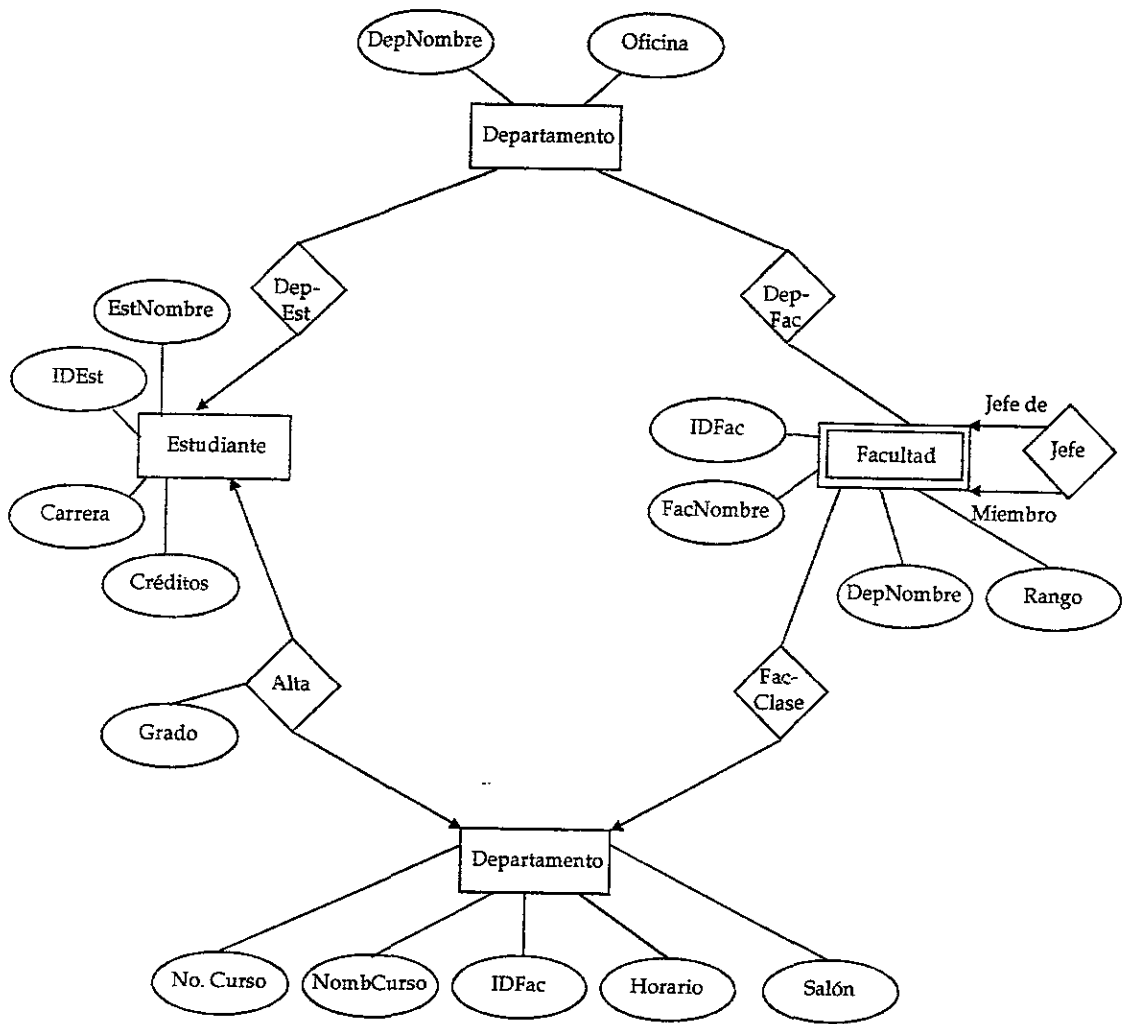 DepNombre
Oficina
Departamento
Dep-
Est
Dep-
Fac
EstNombre
IDEst
Estudiante
Carrera
Créditos
IDFac
FacNombre
Facultad
Jefe de
Jefe
Miembro
DepNombre
Rango
Alta
Grado
Fac-
Clase
Departamento
No. Curso
NombCurso
IDFac
Horario
Salón